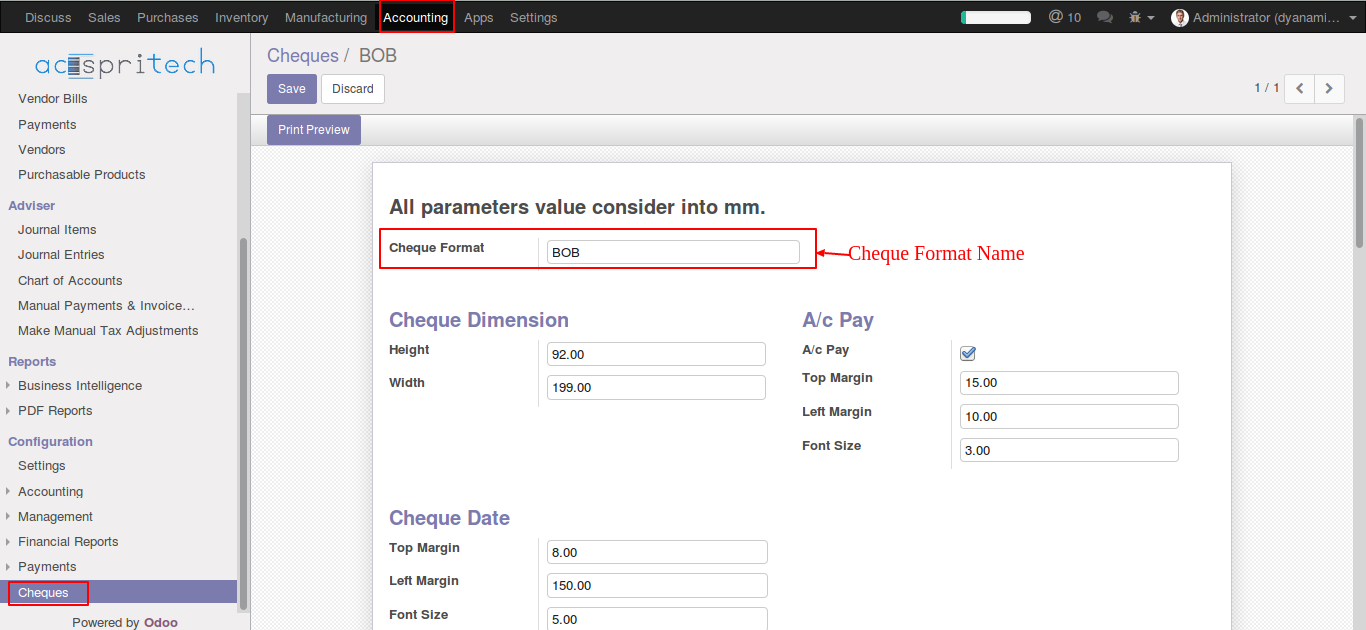 Discuss Sales Purchases Inventory Manufacturing Accounting Apps Settings @ 10 Administrator (dyanami...
acespritech
Cheques / BOB
Save Discard
1 / 1
Vendor Bills
Payments
Vendors
Purchasable Products
Adviser
Journal Items
Journal Entries
Chart of Accounts
Manual Payments & Invoice...
Make Manual Tax Adjustments
Reports
Business Intelligence
PDF Reports
Configuration
Settings
Accounting
Management
Financial Reports
Payments
Cheques
Powered by Odoo
Print Preview
All parameters value consider into mm.
Cheque Format BOB
Cheque Format Name
Cheque Dimension
Height 92.00
Width 199.00
A/c Pay
A/c Pay
Top Margin 15.00
Left Margin 10.00
Font Size 3.00
Cheque Date
Top Margin 8.00
Left Margin 150.00
Font Size 5.00